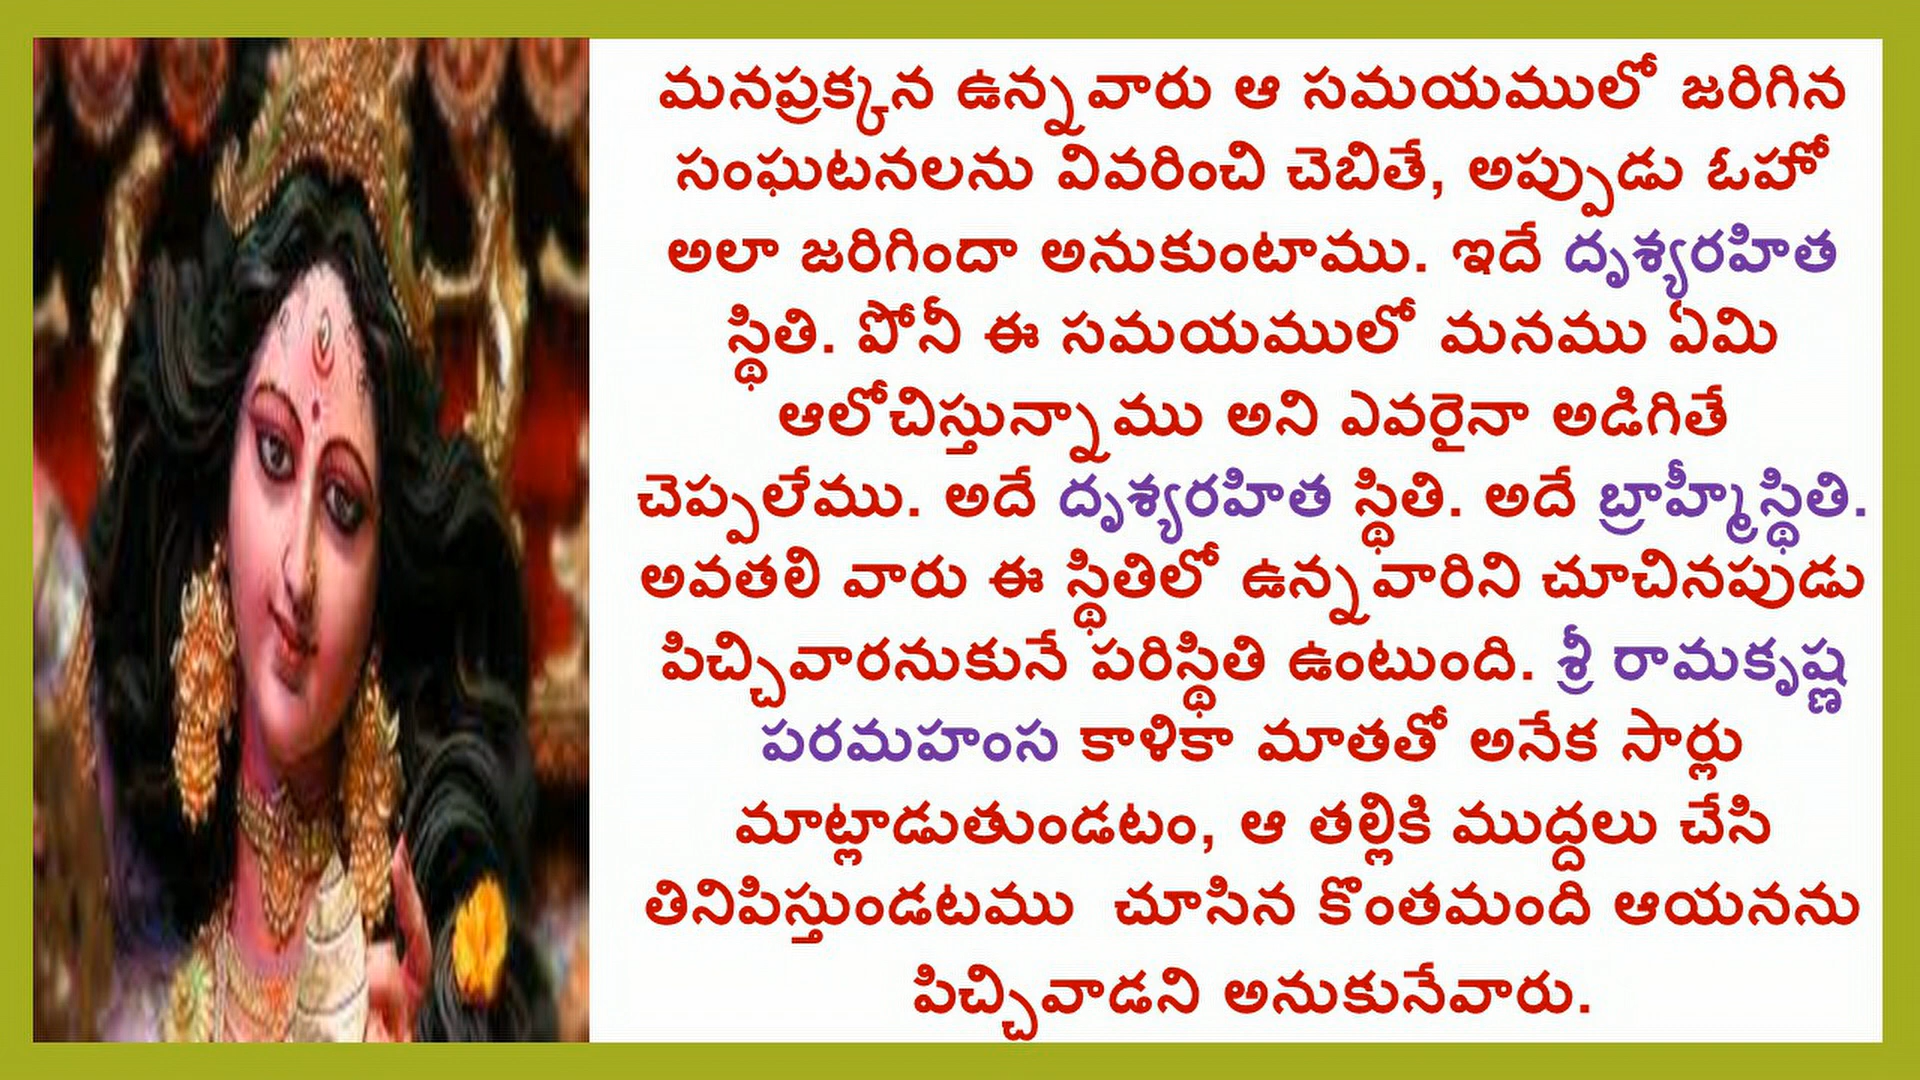 మనప్రక్కన ఉన్నవారు ఆ సమయములో జరిగిన
సంఘటనలను వివరించి చెబితే, అప్పుడు ఓహో
అలా జరిగిందా అనుకుంటాము. ఇదే దృశ్యరహిత
స్థితి. పోనీ ఈ సమయములో మనము ఏమి
ఆలోచిస్తున్నాము అని ఎవరైనా అడిగితే
చెప్పలేము. అదే దృశ్యరహిత స్థితి. అదే బ్రాహ్మీస్థితి.
అవతలి వారు ఈ స్థితిలో ఉన్నవారిని చూచినపుడు
పిచ్చివారనుకునే పరిస్థితి ఉంటుంది. శ్రీ రామకృష్ణ
పరమహంస కాళికా మాతతో అనేక సార్లు
మాట్లాడుతుండటం, ఆ తల్లికి ముద్దలు చేసి
తినిపిస్తుండటము చూసిన కొంతమంది ఆయనను
పిచ్చివాడని అనుకునేవారు.